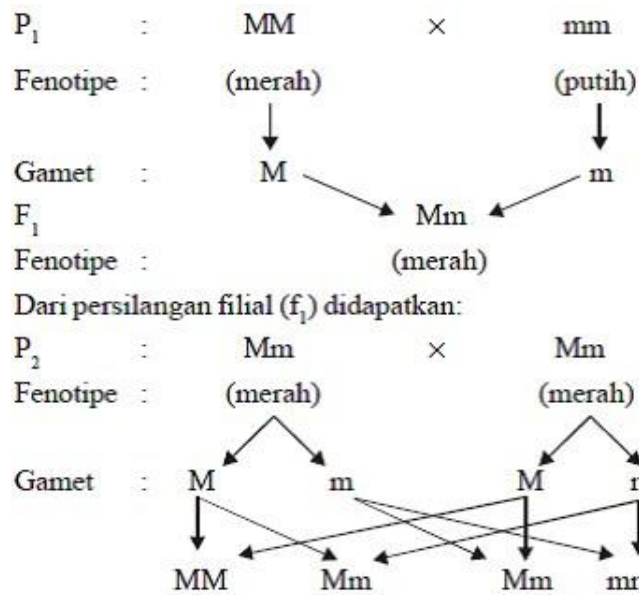 P1 : MM × mm
Fenotipe : (merah) (putih)
Gamet : M m
F1 Mm
Fenotipe : (merah)
Dari persilangan filial (f1) didapatkan:
P2 : Mm × Mm
Fenotipe : (merah) (merah)
Gamet : M m M
MM Mm Mm